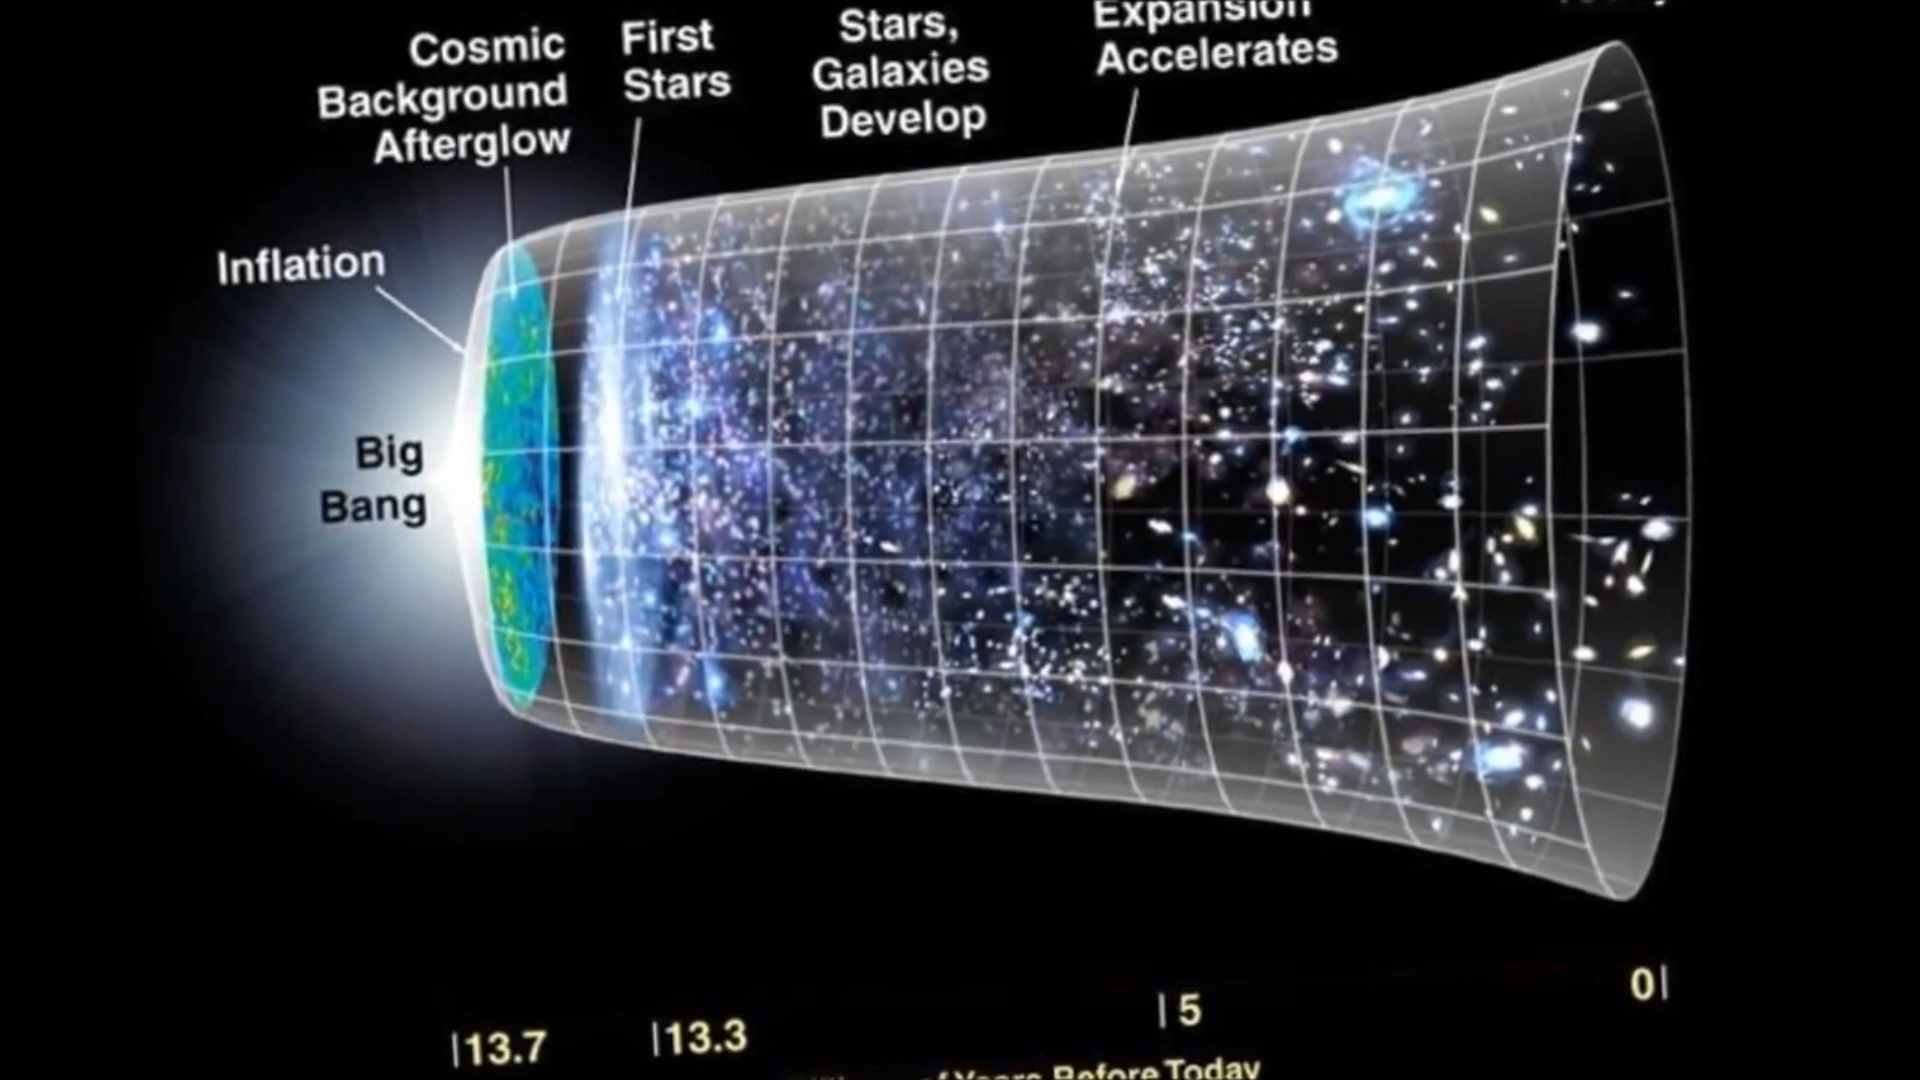 Cosmic
Background
Afterglow
First
Stars
Stars,
Galaxies
Develop
Expansion
Accelerates
Inflation
Big
Bang
13.7
13.3
5
0
of Years Before Today